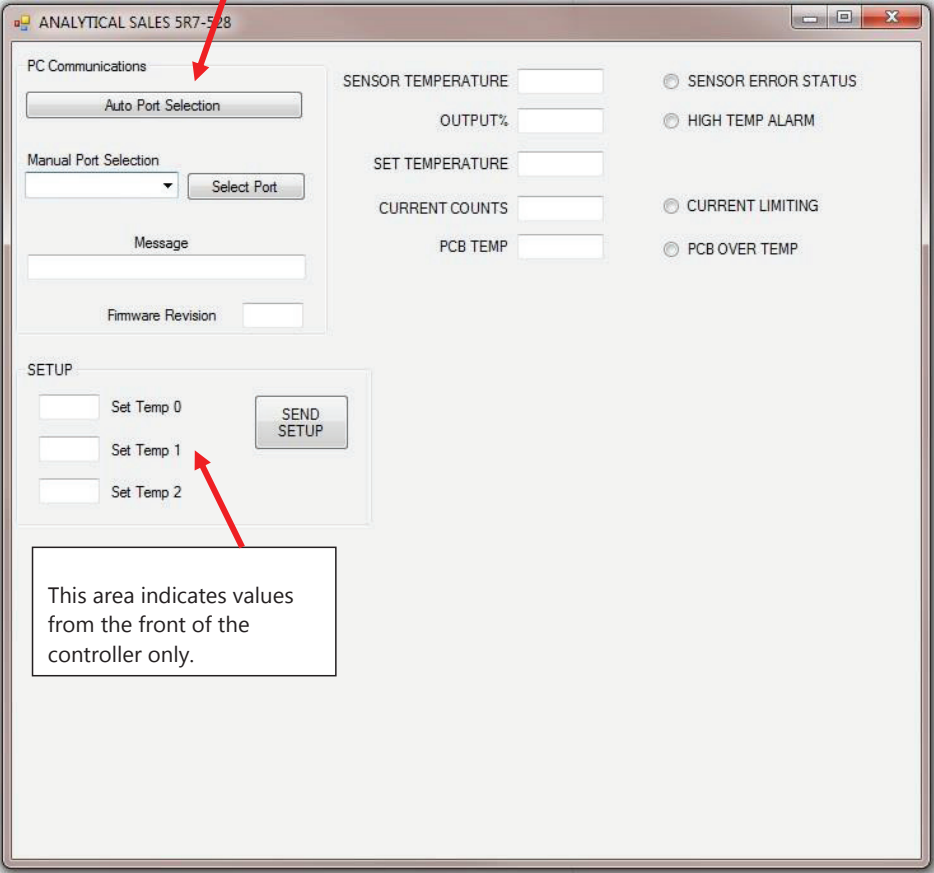 ANALYTICAL SALES 5R7-528
PC Communications
Auto Port Selection
Manual Port Selection
Select Port
Message
Firmware Revision
SENSOR TEMPERATURE
OUTPUT%
SET TEMPERATURE
CURRENT COUNTS
PCB TEMP
SENSOR ERROR STATUS
HIGH TEMP ALARM
CURRENT LIMITING
PCB OVER TEMP
SETUP
Set Temp 0
Set Temp 1
Set Temp 2
SEND
SETUP
This area indicates values
from the front of the
controller only.